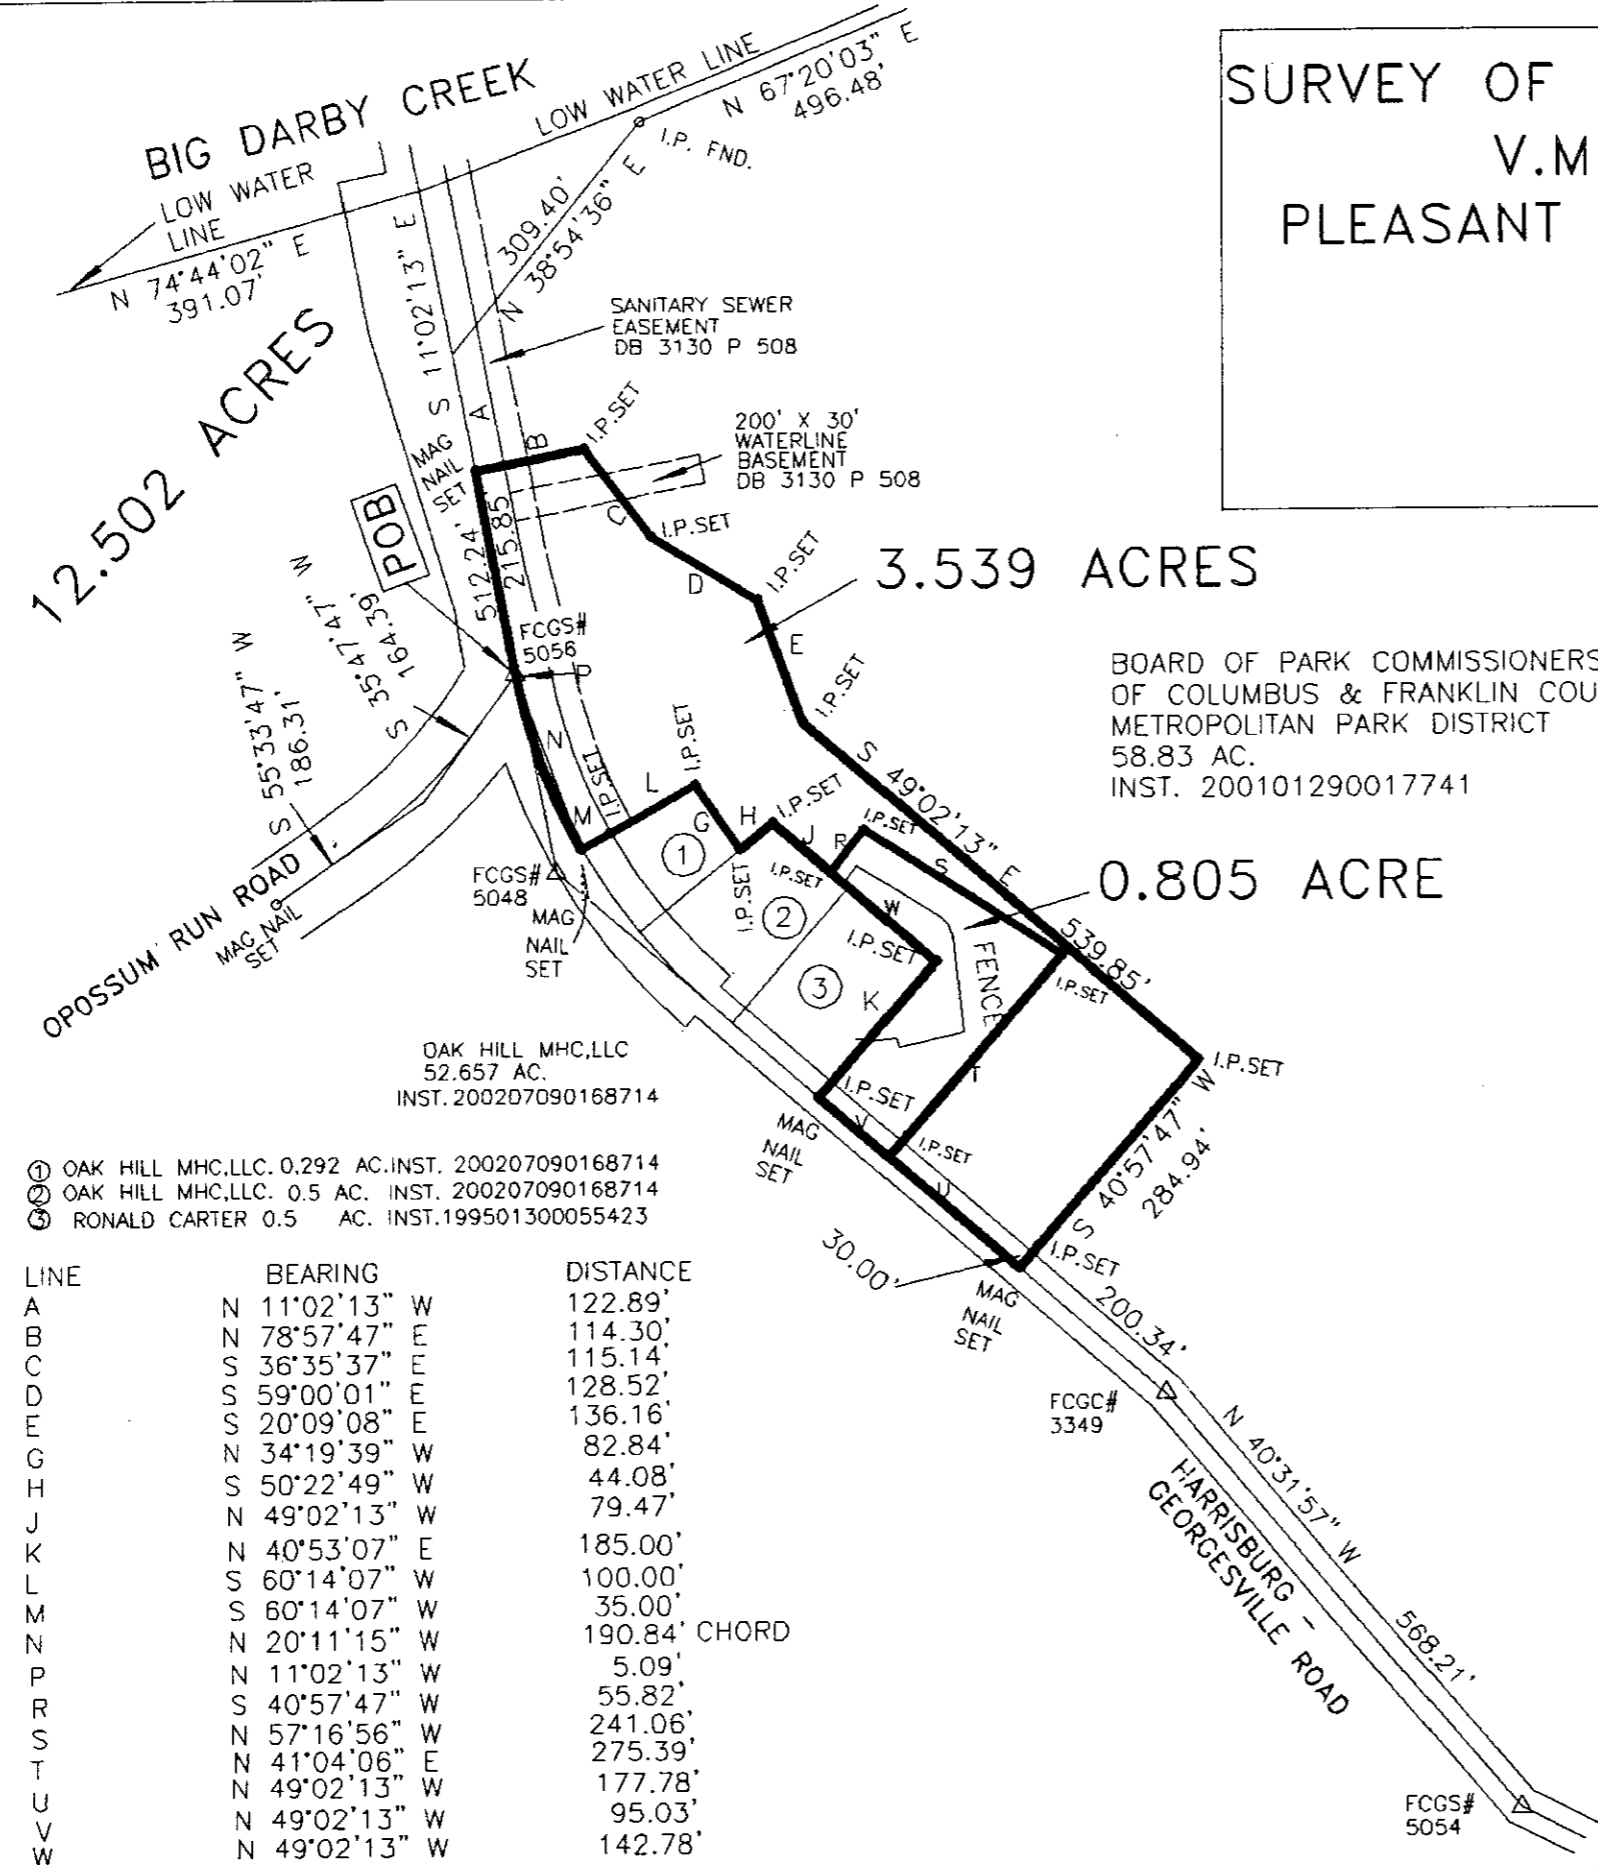 SURVEY OF
V.M
PLEASANT
BIG DARBY CREEK
LOW WATER LINE
N 67°20'03" E
496.48'
I.P. FND.
LOW WATER
LINE
N 74°44'02" E
391.07'
309.40'
N 38°54'36" E
S 11°02'13" E
12.502 ACRES
SANITARY SEWER
EASEMENT
DB 3130 P 508
A
B
I.P.SET
MAG
NAIL
SET
200' X 30'
WATERLINE
BASEMENT
DB 3130 P 508
POB
C
I.P.SET
512.24'
215.85'
D
I.P.SET
3.539 ACRES
E
FCGS#
5056
P
S 35°47'47" W
164.39'
S 55°33'47" W
186.31'
I.P.SET
BOARD OF PARK COMMISSIONERS
OF COLUMBUS & FRANKLIN COU
METROPOLITAN PARK DISTRICT
58.83 AC.
INST. 200101290017741
N
I.P.SET
L
I.P.SET
M
G
H
I.P.SET
J
R
I.P.SET
S
S 49°02'13" E
539.85'
0.805 ACRE
1
I.P.SET
I.P.SET
2
W
I.P.SET
FENCE
3
K
I.P.SET
FCGS#
5048
MAG
NAIL
SET
OPOSSUM RUN ROAD
MAG NAIL
SET
OAK HILL MHC,LLC
52.657 AC.
INST.200207090168714
I.P.SET
T
I.P.SET
MAG
NAIL
SET
V
I.P.SET
U
S 40°57'47" W
284.94'
I.P.SET
30.00'
MAG
NAIL
SET
200.34'
1 OAK HILL MHC,LLC. 0.292 AC.INST. 200207090168714
2 OAK HILL MHC,LLC. 0.5 AC. INST. 200207090168714
3 RONALD CARTER 0.5 AC. INST.199501300055423
LINE BEARING DISTANCE
A N 11°02'13" W 122.89'
B N 78°57'47" E 114.30'
C S 36°35'37" E 115.14'
D S 59°00'01" E 128.52'
E S 20°09'08" E 136.16'
G N 34°19'39" W 82.84'
H S 50°22'49" W 44.08'
J N 49°02'13" W 79.47'
K N 40°53'07" E 185.00'
L S 60°14'07" W 100.00'
M S 60°14'07" W 35.00'
N N 20°11'15" W 190.84' CHORD
P N 11°02'13" W 5.09'
R S 40°57'47" W 55.82'
S N 57°16'56" W 241.06'
T N 41°04'06" E 275.39'
U N 49°02'13" W 177.78'
V N 49°02'13" W 95.03'
W N 49°02'13" W 142.78'
FCGC#
3349
N 40°31'57" W
568.21'
HARRISBURG -
GEORGESVILLE ROAD
FCGS#
5054